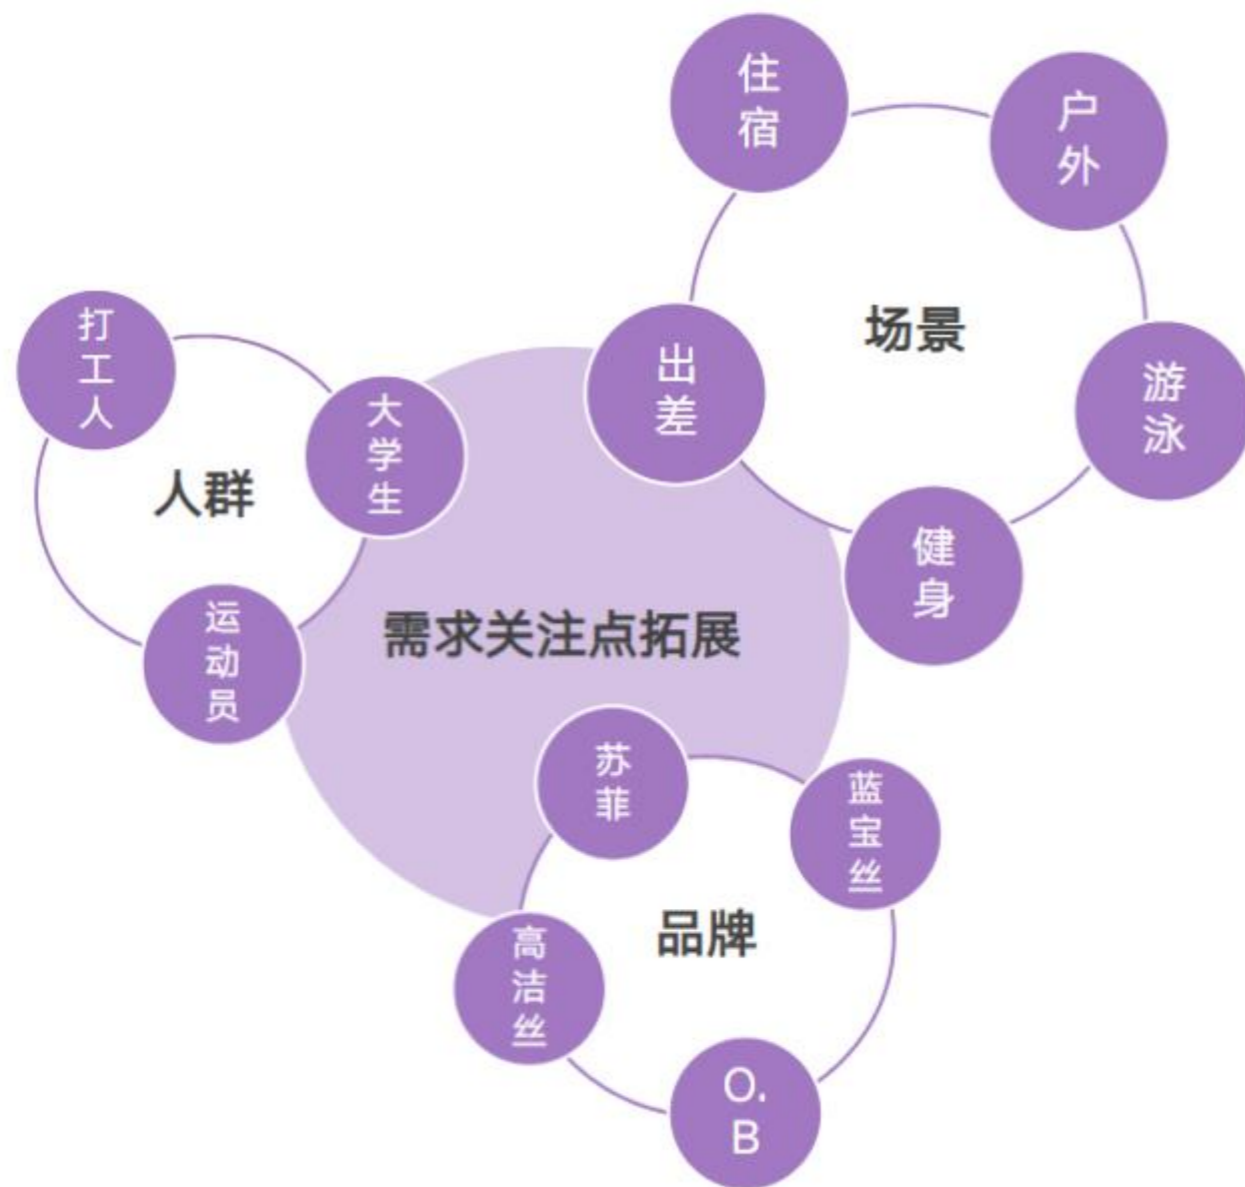 住宿
户外
场景
出差
游泳
健身
打工人
大学生
人群
运动员
需求关注点拓展
苏菲
蓝宝丝
品牌
高洁丝
O.B